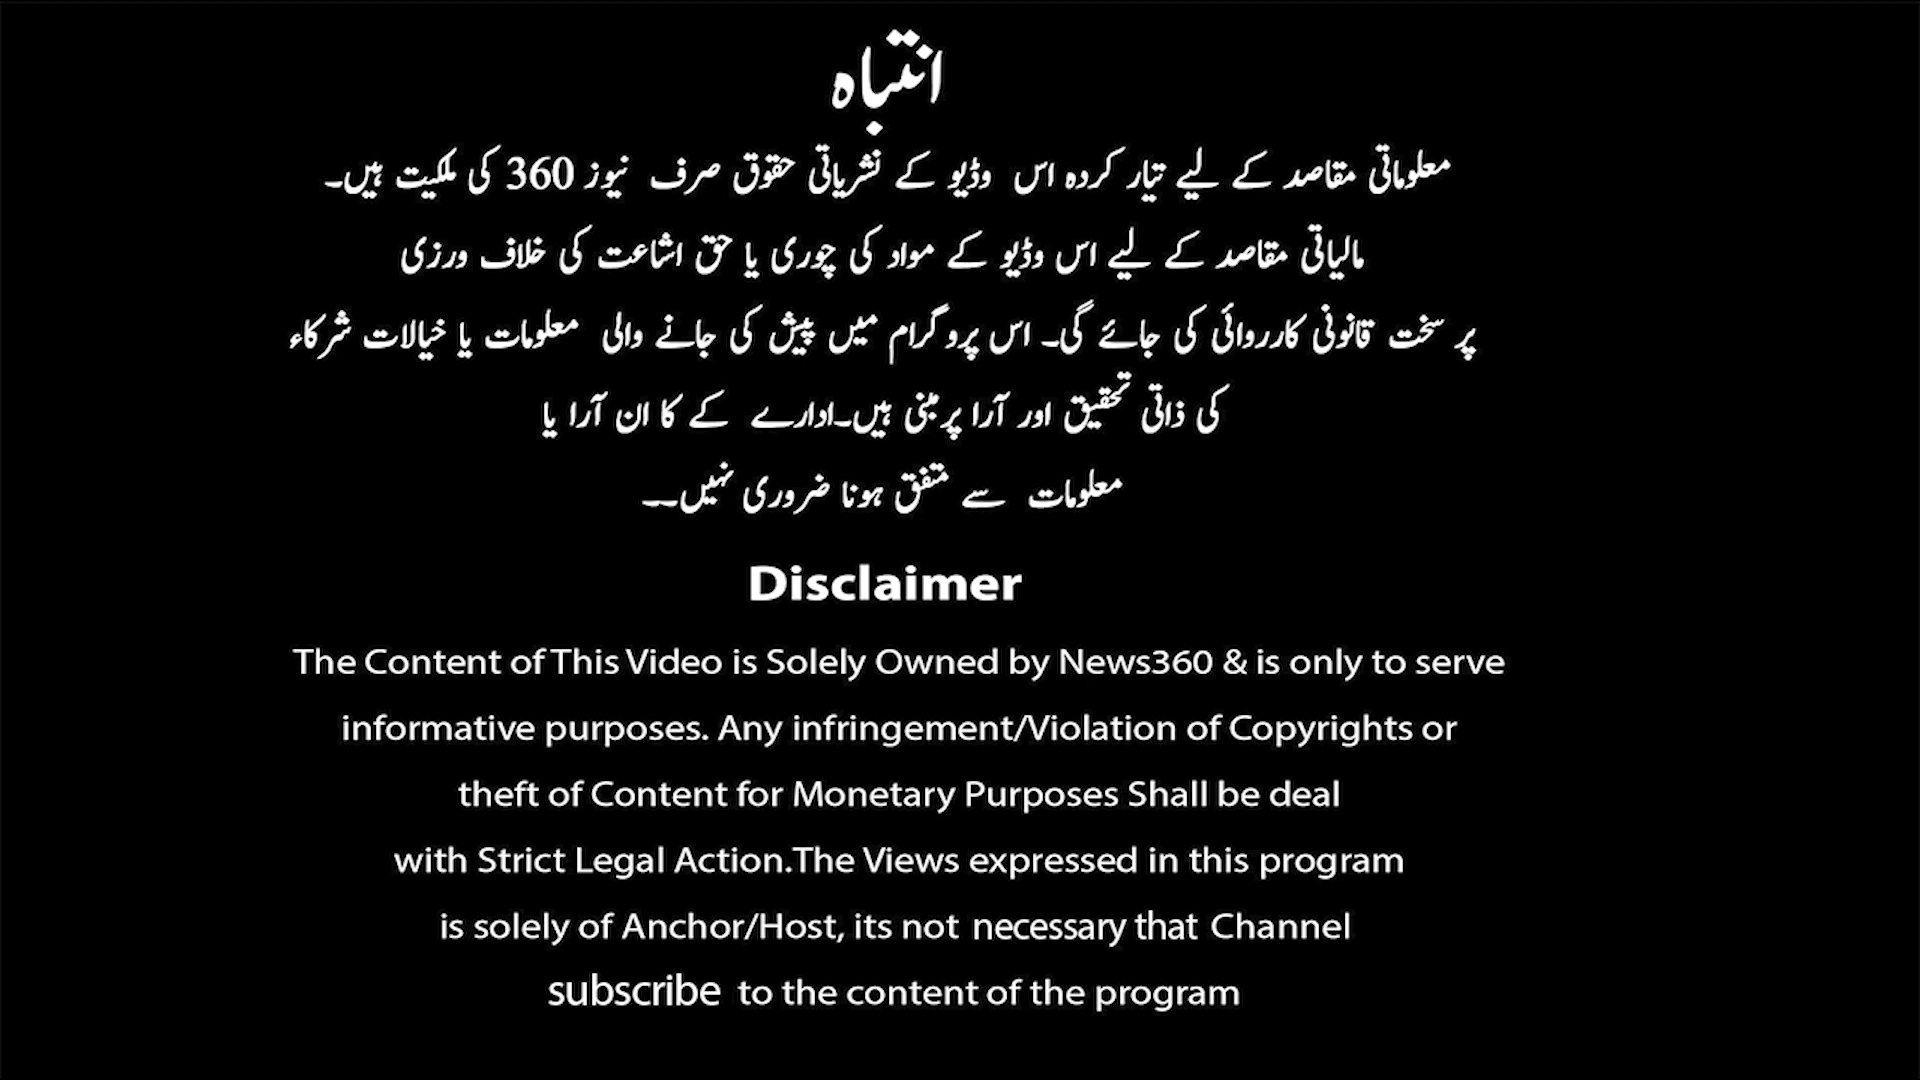 انتباہ
معلوماتی مقاصد کے لیے تیار کردہ اس وڈیو کے نشریاتی حقوق صرف نیوز 360 کی ملکیت ہیں۔
مالیاتی مقاصد کے لیے اس وڈیو کے مواد کی چوری یا حق اشاعت کی خلاف ورزی
پر سخت قانونی کارروائی کی جائے گی۔ اس پروگرام میں پیش کی جانے والی معلومات یا خیالات شرکاء
کی ذاتی تحقیق اور آرا پر مبنی ہیں۔ادارے کے کا ان آرا یا
معلومات سے متفق ہونا ضروری نہیں۔۔
Disclaimer
The Content of This Video is Solely Owned by News360 & is only to serve
informative purposes. Any infringement/Violation of Copyrights or
theft of Content for Monetary Purposes Shall be deal
with Strict Legal Action.The Views expressed in this program
is solely of Anchor/Host, its not necessary that Channel
subscribe to the content of the program